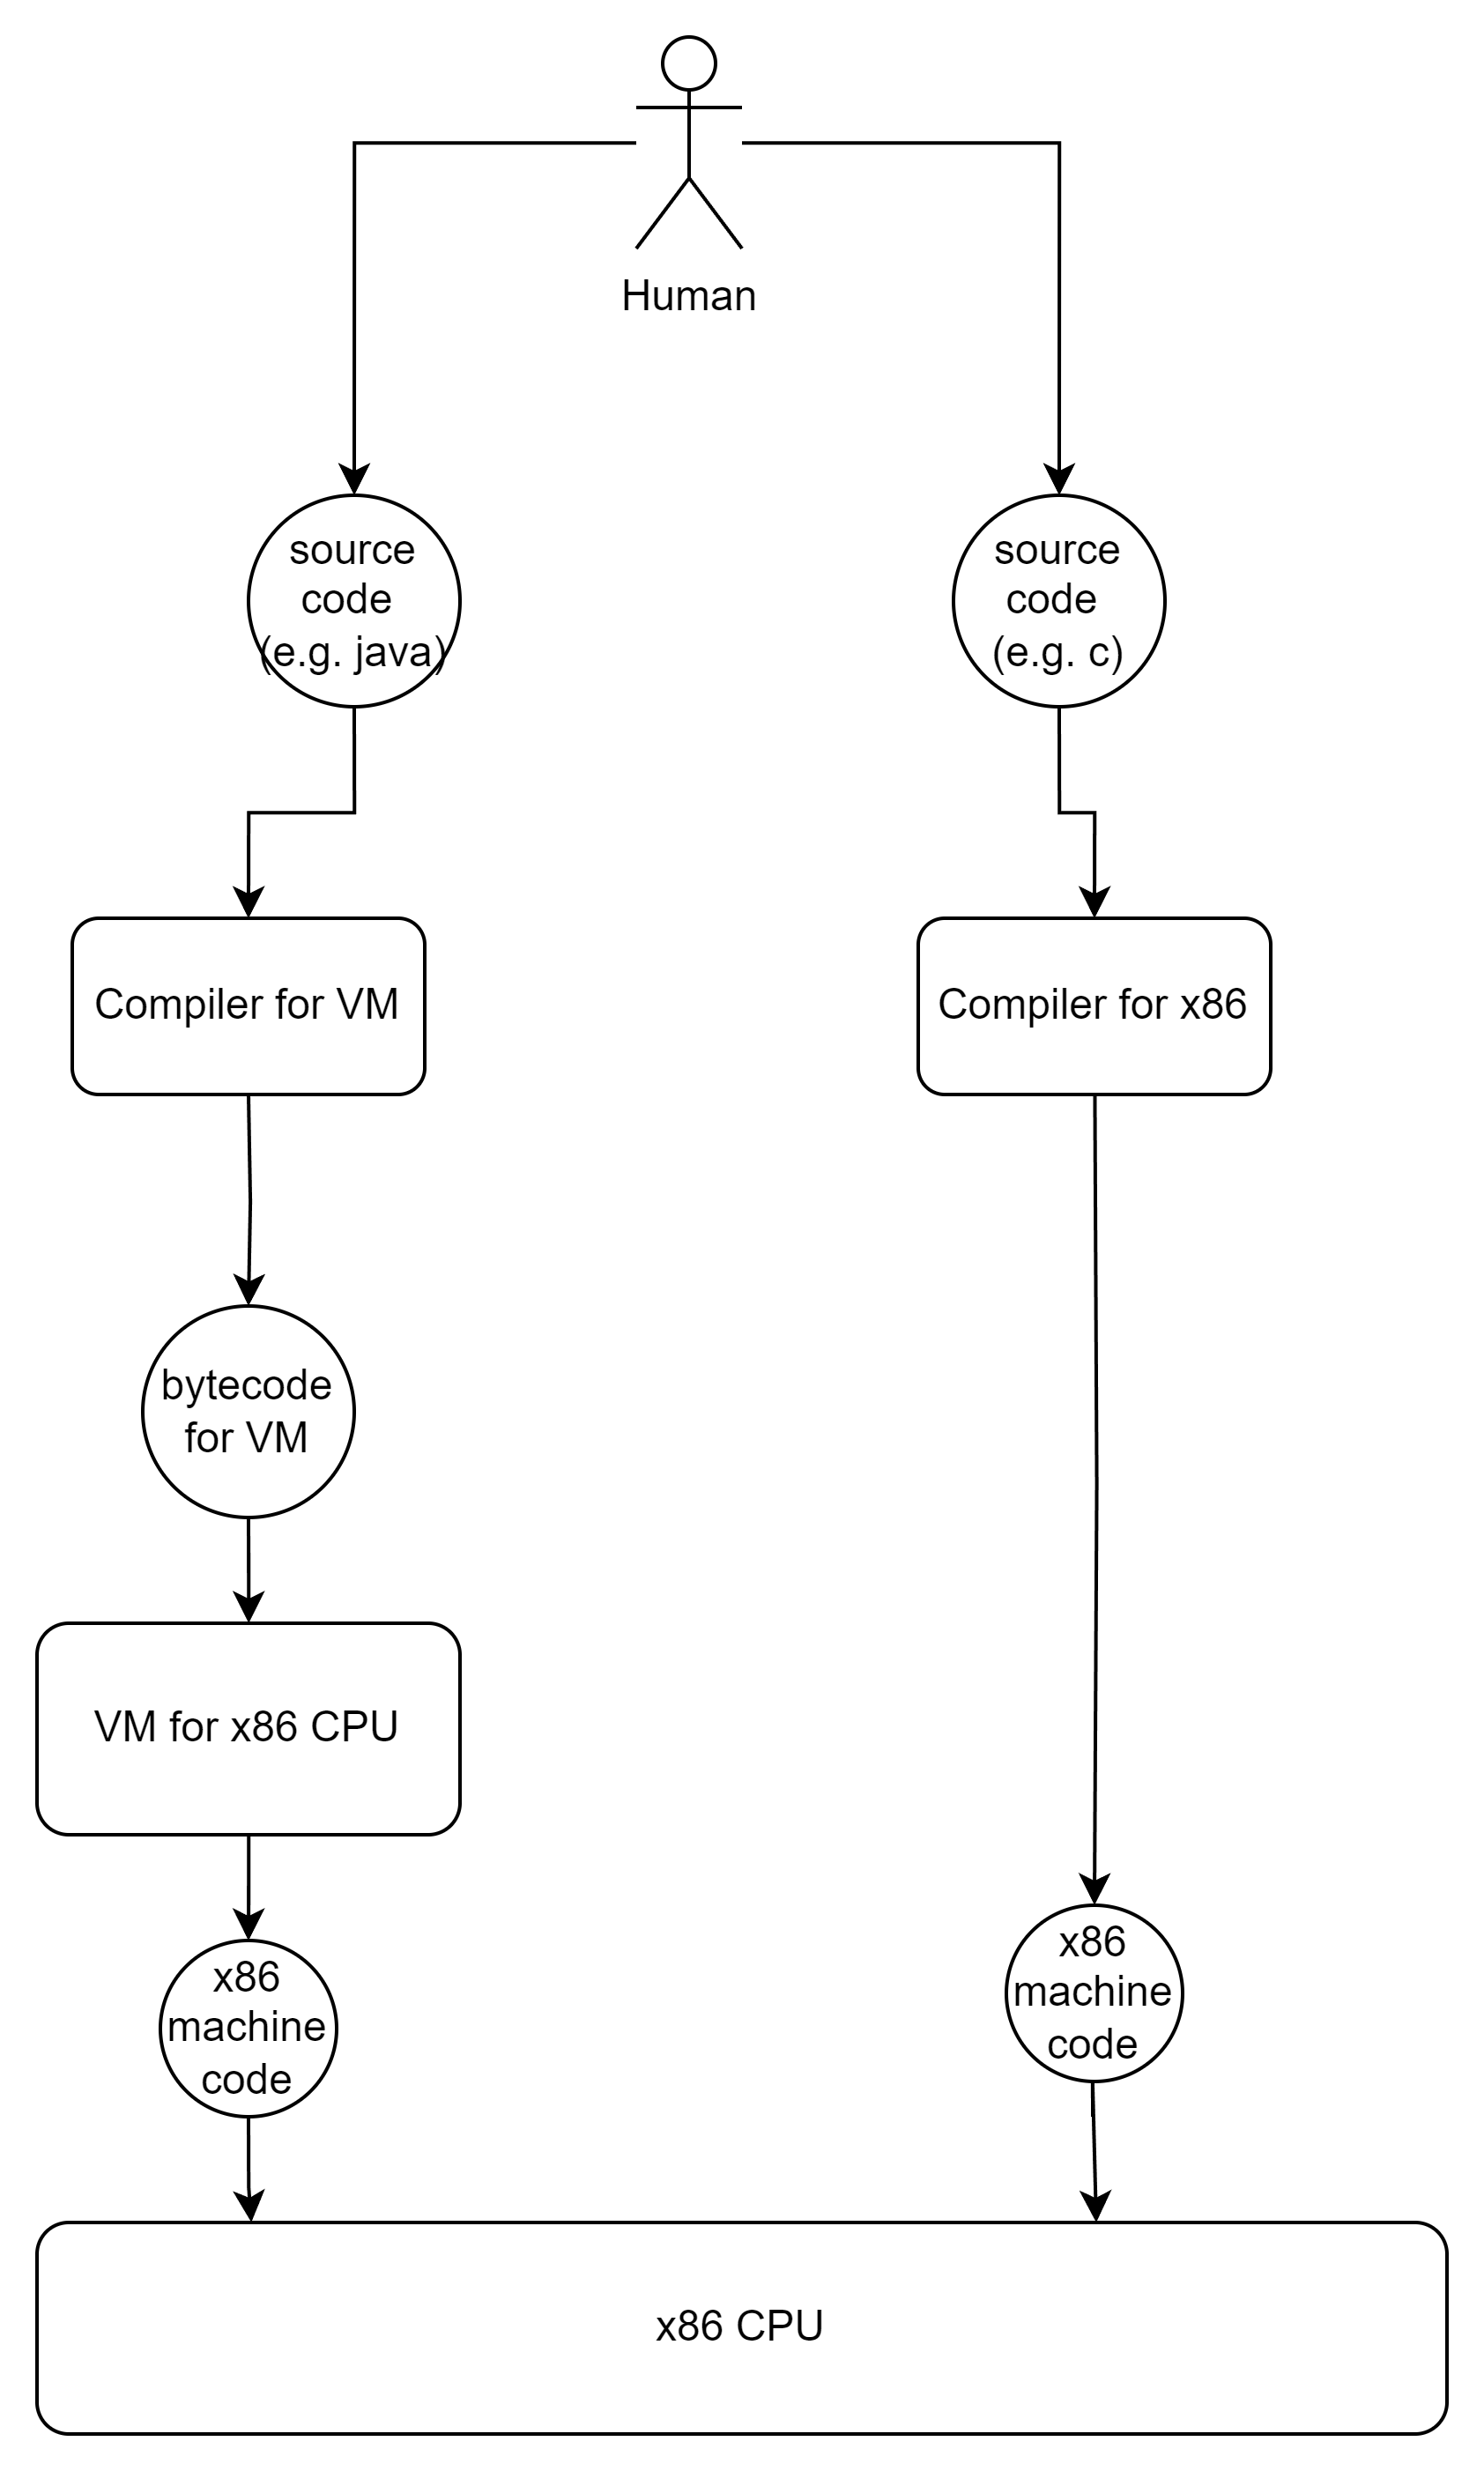 Human
source
code
(e.g. java)
source
code
(e.g. c)
Compiler for VM
Compiler for x86
bytecode
for VM
VM for x86 CPU
x86
machine
code
x86
machine
code
x86 CPU